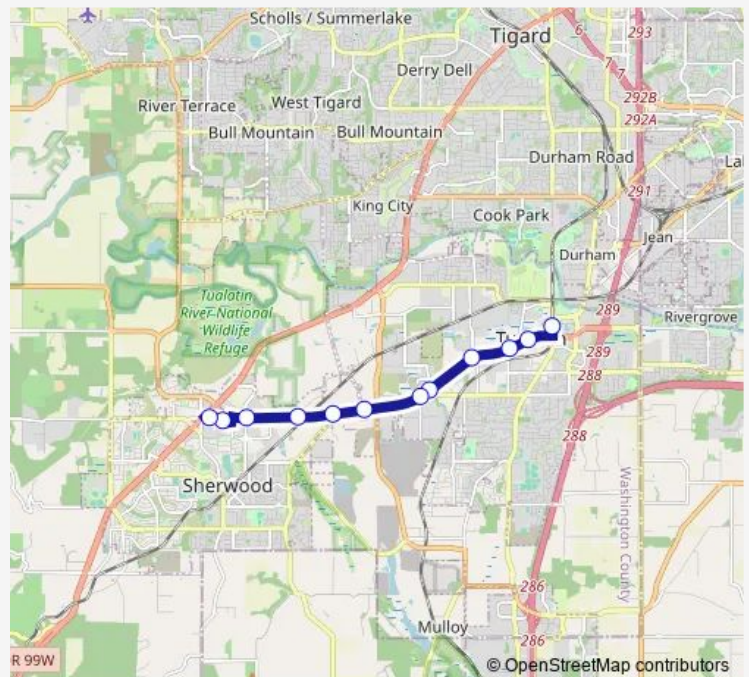 Scholls / Summerlake
Tigard
6
293
7
7
Derry Dell
292B
River Terrace
West Tigard
292A
Bull Mountain
Bull Mountain
Durham Road
291
King City
Cook Park
Jean
Durham
Tualatin
River National
Wildlife
Refuge
289
Rivergrove
289
288
288
Sherwood
Washington County
286
Mulloy
286
R 99W
© OpenStreetMap contributors